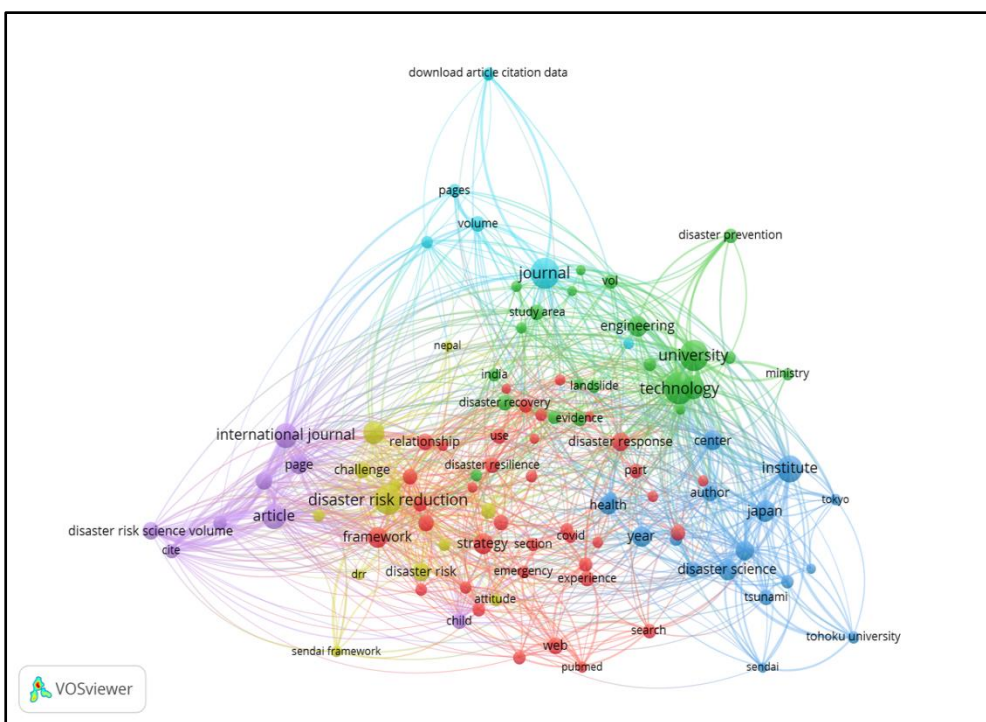 download article citation data
pages
volume
disaster prevention
journal
vol
study area
engineering
nepal
university
india
landslide
technology
ministry
disaster recovery
evidence
international journal
relationship
use
disaster response
center
page
challenge
disaster resilience
part
institute
disaster risk reduction
health
author
tokyo
article
japan
disaster risk science volume
framework
strategy
section
covid
year
cite
drr
disaster risk
emergency
experience
disaster science
attitude
tsunami
child
search
tohoku university
sendai framework
web
pubmed
sendai
VOSviewer